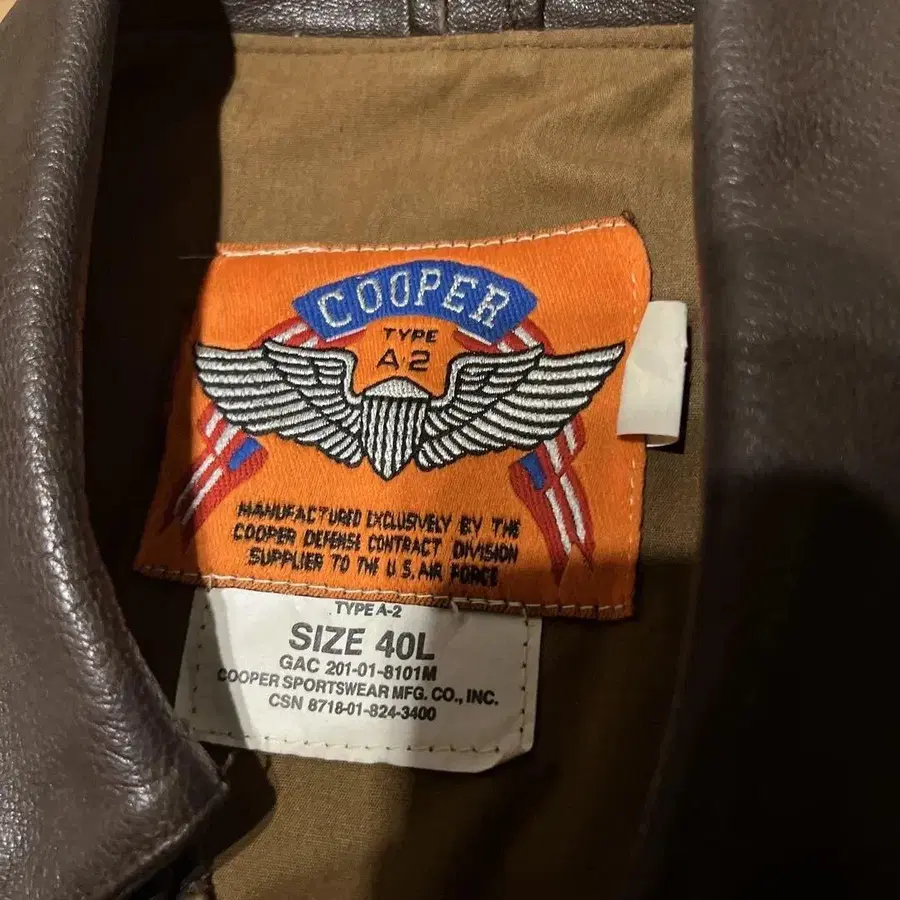 COOPER
TYPE
A-2
MANUFACTURED EXCLUSIVELY BY THE
COOPER DEFENSE CONTRACT DIVISION
SUPPLIER TO THE U.S. AIR FORCE
TYPE A-2
SIZE 40L
GAC 201-01-8101M
COOPER SPORTSWEAR MFG. CO., INC.
CSN 8718-01-824-3400